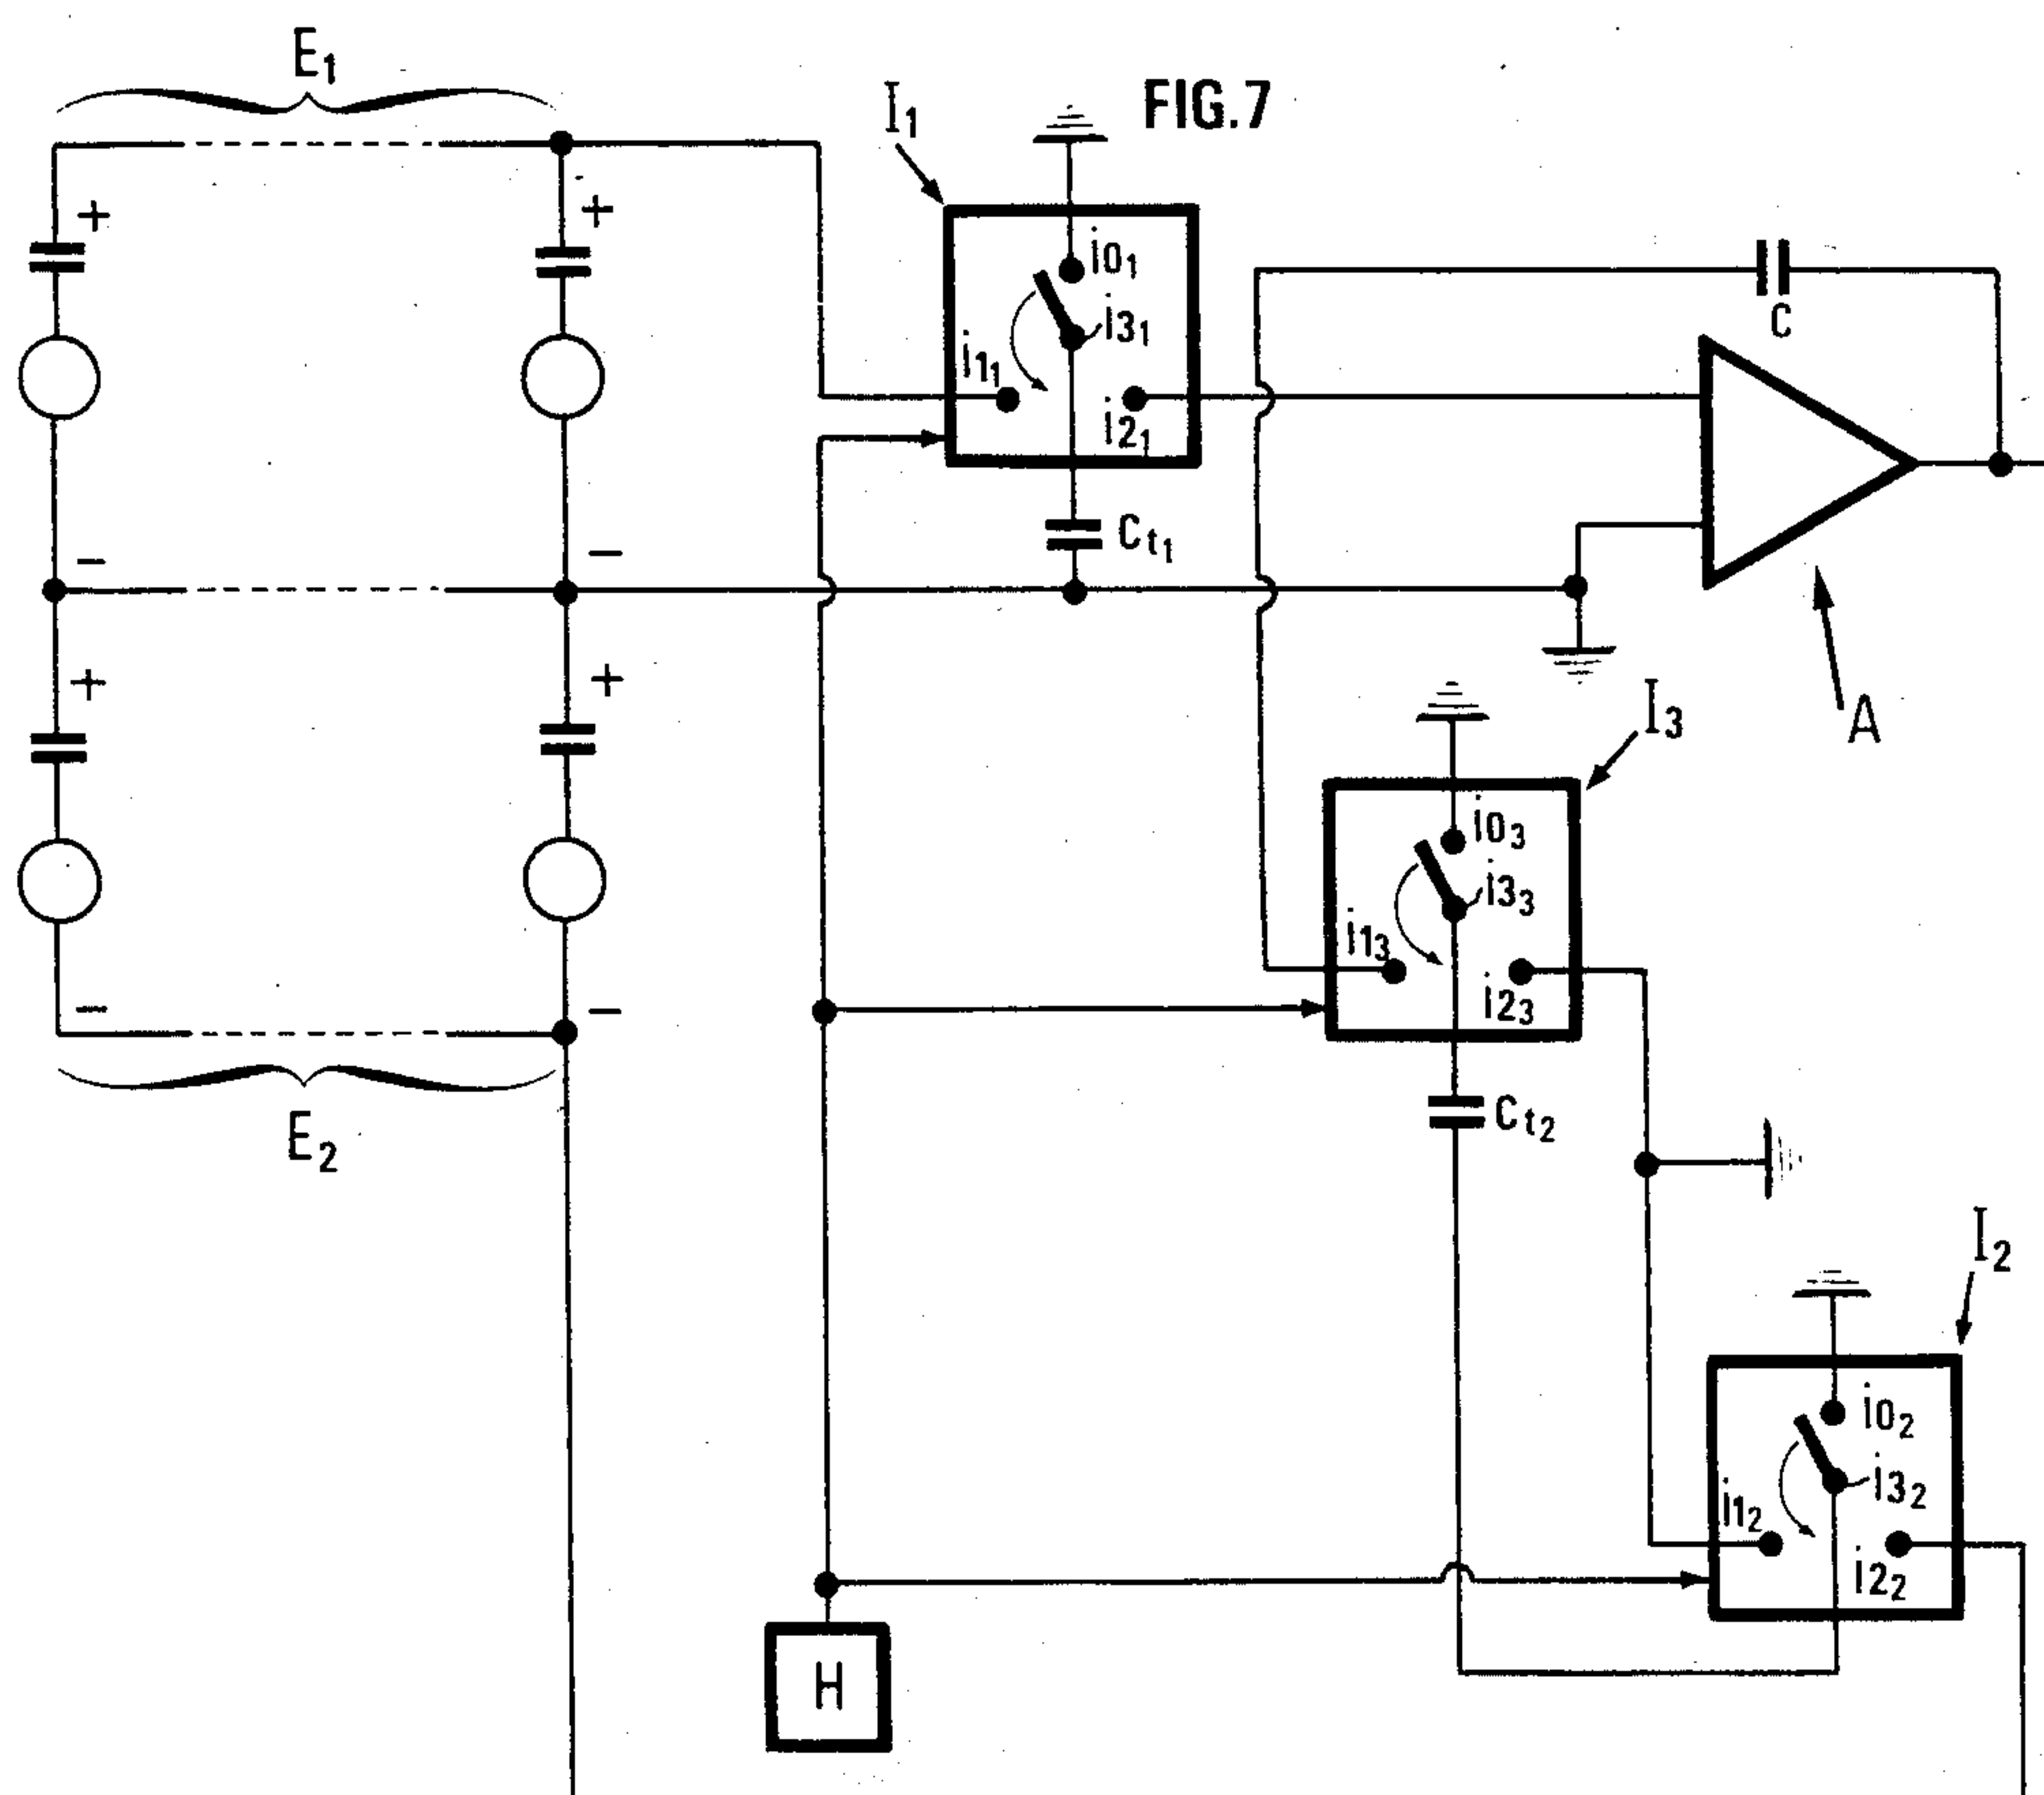 E₁
I₁
FIG.7
+
+
i0₁
i3₁
i1₁
i2₁
C
Ct₁
−
−
+
+
A
I₃
i0₃
i3₃
i1₃
i2₃
−
−
Ct₂
E₂
I₂
i0₂
i3₂
i1₂
i2₂
H